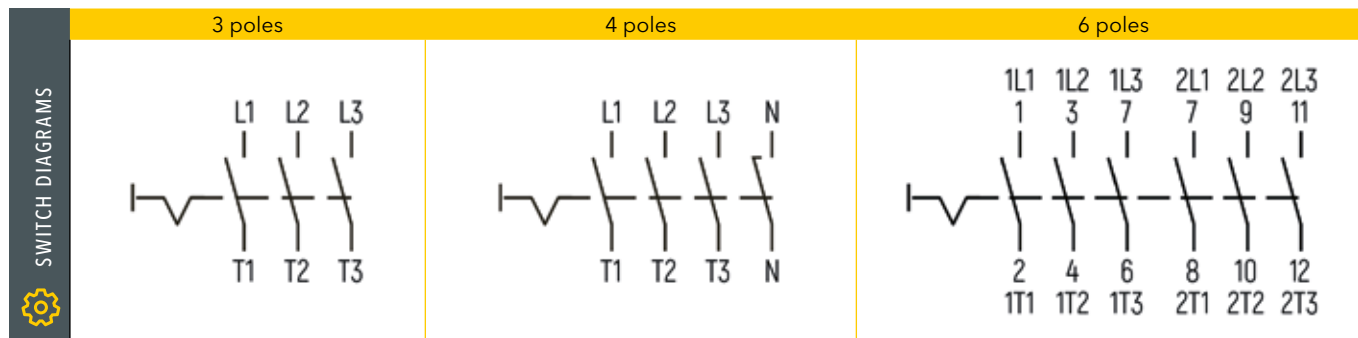 SWITCH DIAGRAMS
3 poles
4 poles
6 poles
L1 L2 L3
T1 T2 T3
L1 L2 L3 N
T1 T2 T3 N
1L1 1L2 1L3 2L1 2L2 2L3
1 3 7 7 9 11
2 4 6 8 10 12
1T1 1T2 1T3 2T1 2T2 2T3